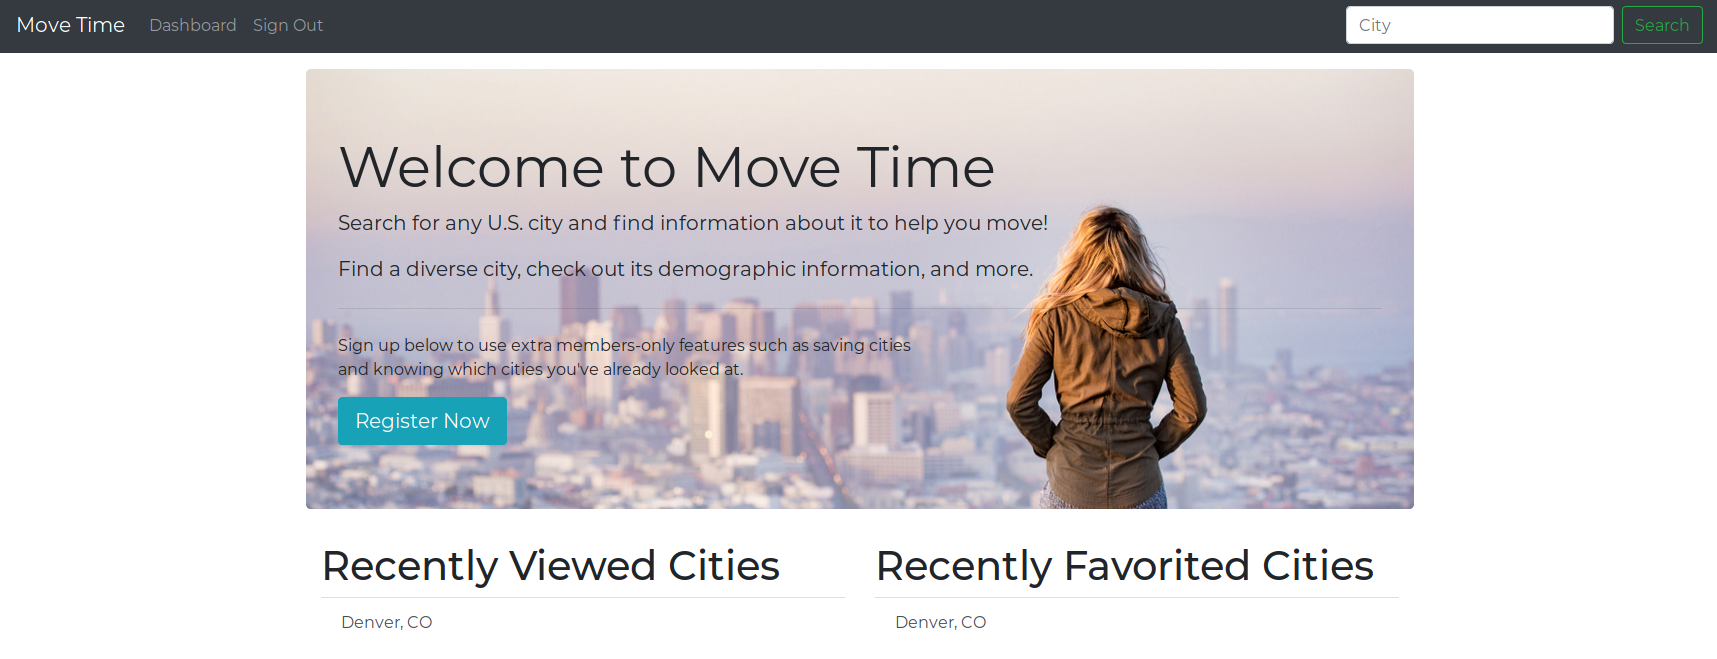 Move Time Dashboard Sign Out City Search
Welcome to Move Time
Search for any U.S. city and find information about it to help you move!
Find a diverse city, check out its demographic information, and more.
Sign up below to use extra members-only features such as saving cities
and knowing which cities you've already looked at.
Register Now
Recently Viewed Cities
Denver, CO
Recently Favorited Cities
Denver, CO